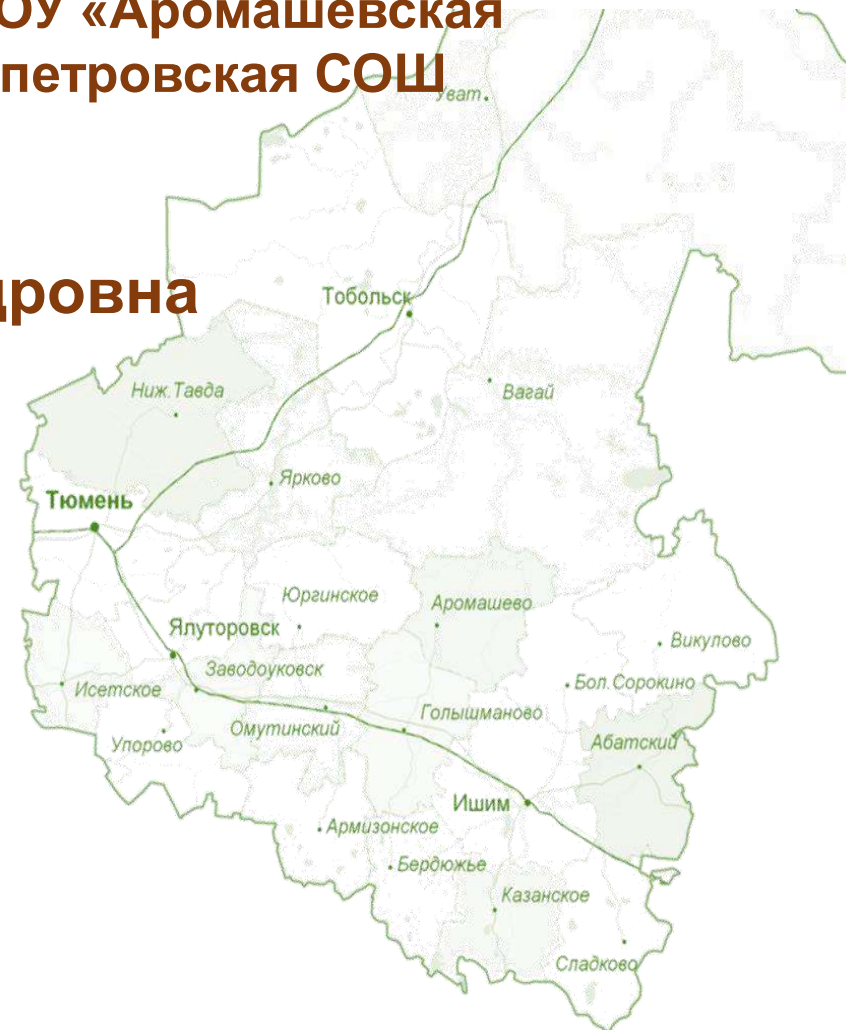 ОУ «Аромашевская
петровская СОШ
Уват
дровна
Тобольск
Ниж.Тавда
Вагай
Ярково
Тюмень
Юргинское
Аромашево
Ялуторовск
Викулово
Заводоуковск
Исетское
Бол.Сорокино
Голышманово
Омутинский
Упорово
Абатский
Ишим
Армизонское
Бердюжье
Казанское
Сладково